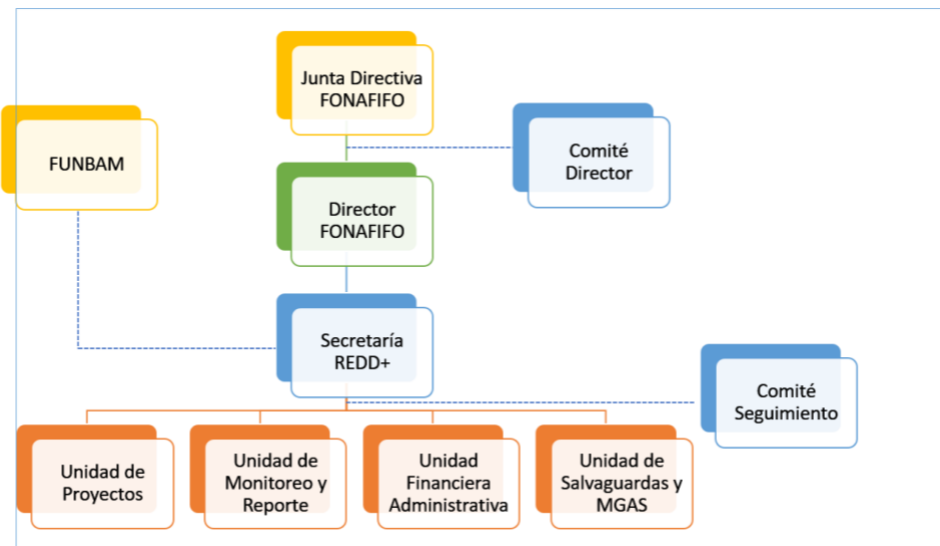 Junta Directiva
FONAFIFO
FUNBAM
Comité
Director
Director
FONAFIFO
Secretaría
REDD+
Comité
Seguimiento
Unidad de
Proyectos
Unidad de
Monitoreo y
Reporte
Unidad
Financiera
Administrativa
Unidad de
Salvaguardas y
MGAS